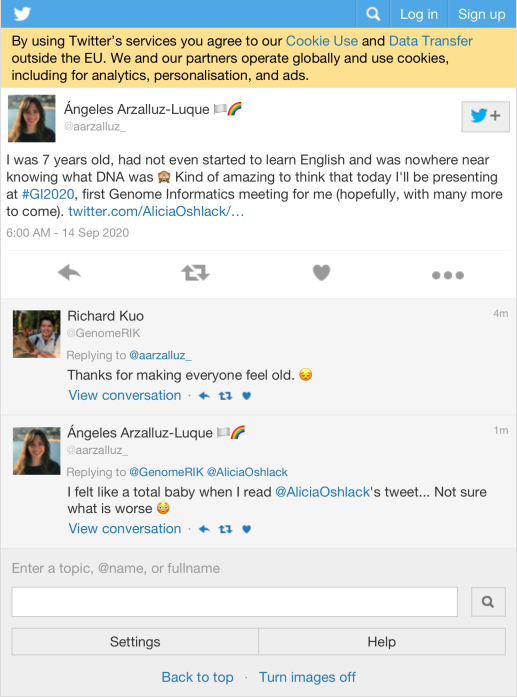 Log in
Sign up
By using Twitter's services you agree to our Cookie Use and Data Transfer
outside the EU. We and our partners operate globally and use cookies,
including for analytics, personalisation, and ads.
Ángeles Arzalluz-Luque 🏳️🌈
@aarzalluz_
I was 7 years old, had not even started to learn English and was nowhere near
knowing what DNA was 🙈 Kind of amazing to think that today I'll be presenting
at #GI2020, first Genome Informatics meeting for me (hopefully, with many more
to come). twitter.com/AliciaOshlack/…
6:00 AM - 14 Sep 2020
Richard Kuo
4m
@GenomeRIK
Replying to @aarzalluz_
Thanks for making everyone feel old. 😔
View conversation ·
Ángeles Arzalluz-Luque 🏳️🌈
1m
@aarzalluz_
Replying to @GenomeRIK @AliciaOshlack
I felt like a total baby when I read @AliciaOshlack's tweet... Not sure
what is worse 😳
View conversation ·
Enter a topic, @name, or fullname
Settings
Help
Back to top · Turn images off